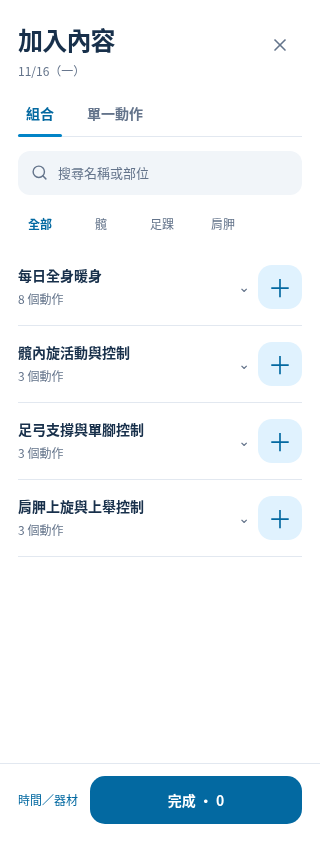 加入內容
11/16（一）
組合
單一動作
搜尋名稱或部位
全部
髖
足踝
肩胛
每日全身暖身
8 個動作
髖內旋活動與控制
3 個動作
足弓支撐與單腳控制
3 個動作
肩胛上旋與上舉控制
3 個動作
時間／器材
完成 · 0